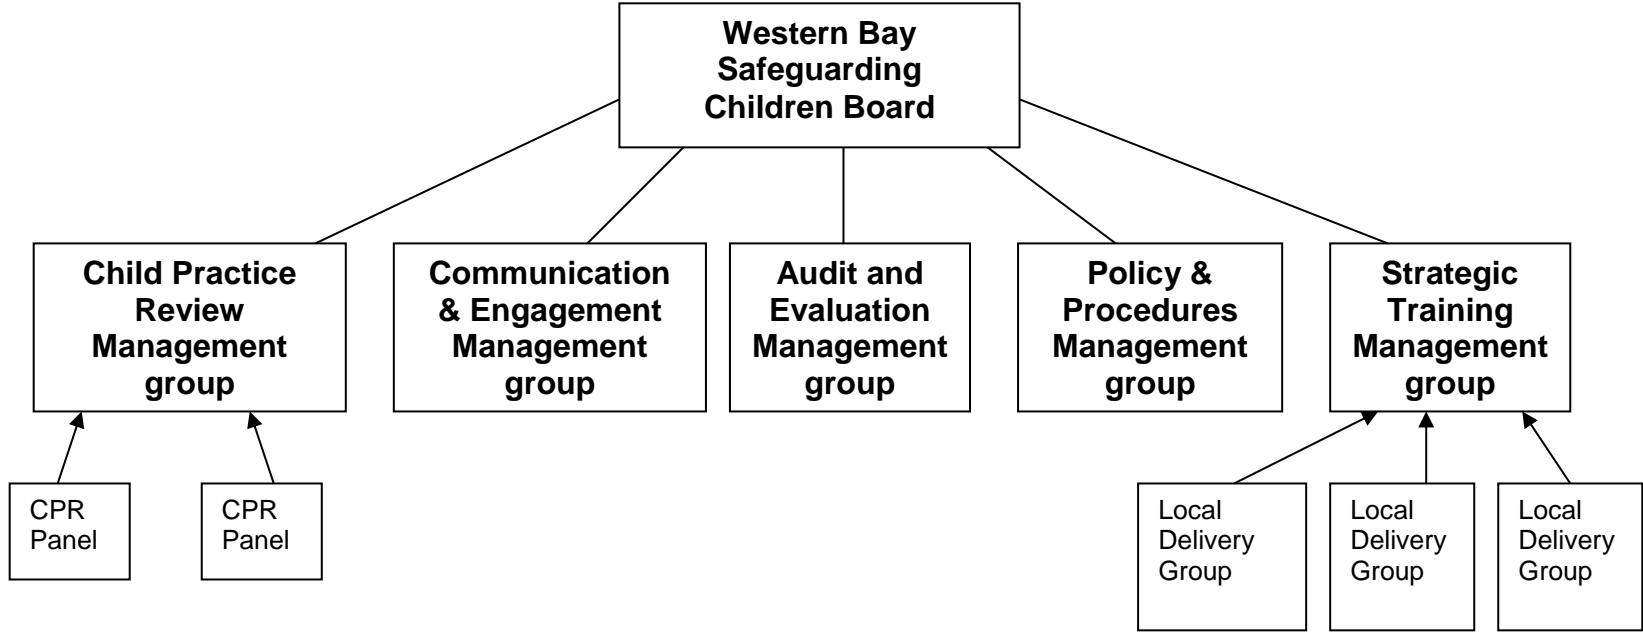 Western Bay
Safeguarding
Children Board
Child Practice
Review
Management
group
Communication
& Engagement
Management
group
Audit and
Evaluation
Management
group
Policy &
Procedures
Management
group
Strategic
Training
Management
group
CPR
Panel
CPR
Panel
Local
Delivery
Group
Local
Delivery
Group
Local
Delivery
Group